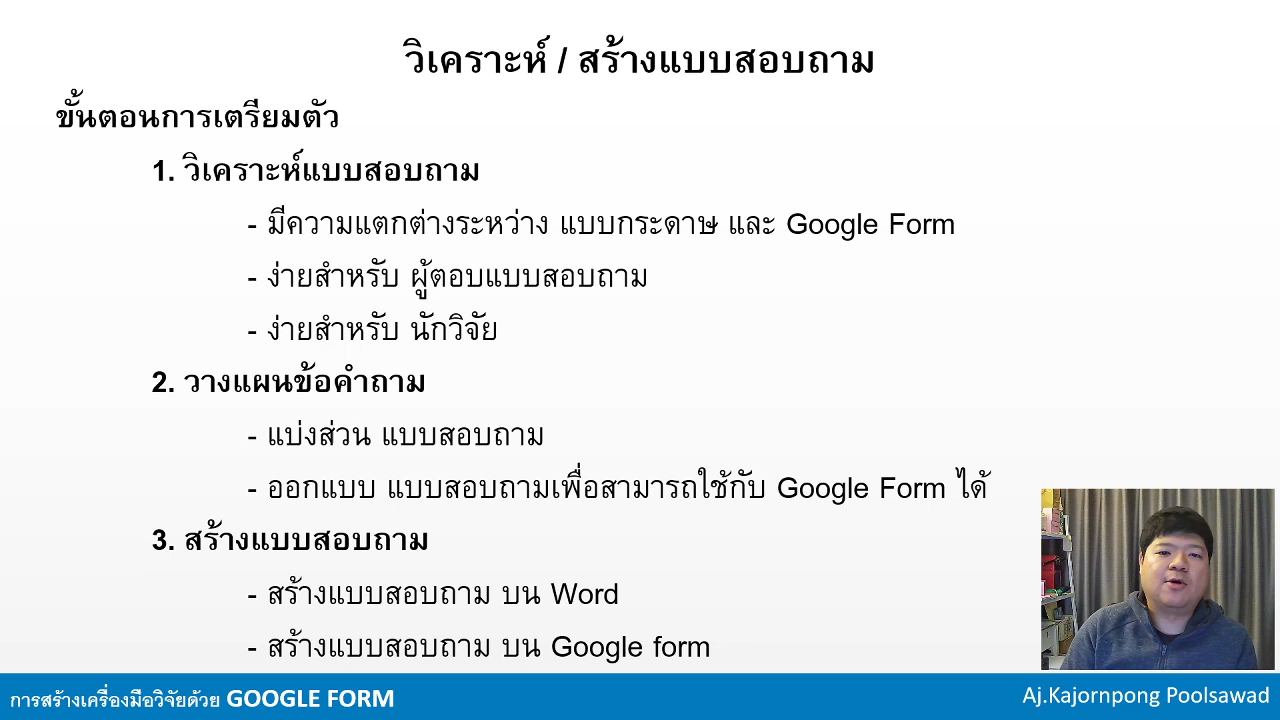 วิเคราะห์ / สร้างแบบสอบถาม
ขั้นตอนการเตรียมตัว
1. วิเคราะห์แบบสอบถาม
- มีความแตกต่างระหว่าง แบบกระดาษ และ Google Form
- ง่ายสำหรับ ผู้ตอบแบบสอบถาม
- ง่ายสำหรับ นักวิจัย
2. วางแผนข้อคำถาม
- แบ่งส่วน แบบสอบถาม
- ออกแบบ แบบสอบถามเพื่อสามารถใช้กับ Google Form ได้
3. สร้างแบบสอบถาม
- สร้างแบบสอบถาม บน Word
- สร้างแบบสอบถาม บน Google form
การสร้างเครื่องมือวิจัยด้วย GOOGLE FORM
Aj.Kajornpong Poolsawad